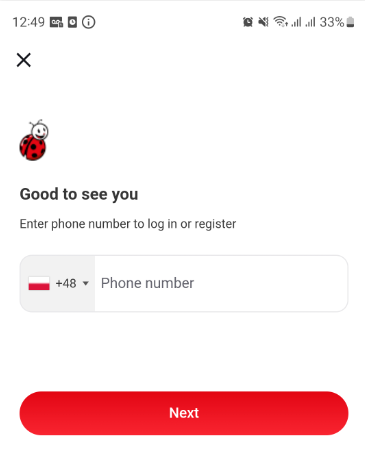 12:49
33%
Good to see you
Enter phone number to log in or register
+48 Phone number
Next